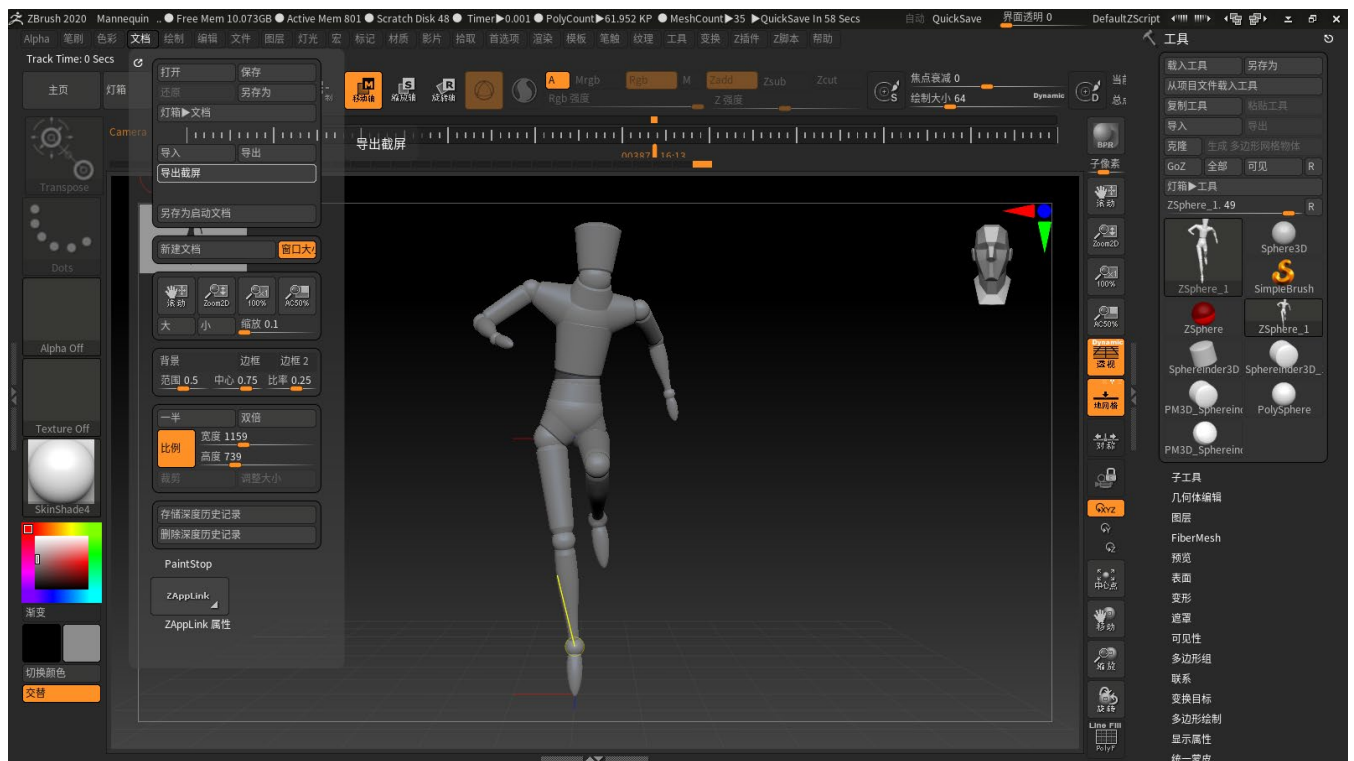 ZBrush 2020 Mannequin .. ● Free Mem 10.073GB ● Active Mem 801 ● Scratch Disk 48 ● Timer▶0.001 ● PolyCount▶61.952 KP ● MeshCount▶35 ▶QuickSave In 58 Secs 自动 QuickSave 界面透明 0 DefaultZScript
Alpha 笔刷 色彩 文档 绘制 编辑 文件 图层 灯光 宏 标记 材质 影片 拾取 首选项 渲染 模板 笔触 纹理 工具 变换 Z插件 Z脚本 帮助
Track Time: 0 Secs
主页 灯箱
打开 保存
还原 另存为
灯箱▶文档
导入 导出
导出截屏
另存为启动文档
新建文档 窗口大小
滚动 Zoom2D 100% AC50%
大 小 缩放 0.1
背景 边框 边框 2
范围 0.5 中心 0.75 比率 0.25
一半 双倍
比例 宽度 1159
高度 739
裁剪 调整大小
存储深度历史记录
删除深度历史记录
PaintStop
ZAppLink
ZAppLink 属性
移动轴 缩放轴 旋转轴
A Mrgb Rgb M Zadd Zsub Zcut
Rgb 强度 Z 强度
焦点衰减 0
S 绘制大小 64 Dynamic D
当前
Camera
导出截屏
00387 16:13
Transpose
Dots
Alpha Off
Texture Off
SkinShade4
渐变
切换颜色
交替
BPR
子像素
滚动
Zoom2D
100%
AC50%
Dynamic
透视
地网格
对称
XYZ
Y
Z
中心点
移动
缩放
旋转
Line Fill
PolyF
工具
载入工具 另存为
从项目文件载入工具
复制工具 粘贴工具
导入 导出
克隆 生成 多边形网格物体
GoZ 全部 可见 R
灯箱▶工具
ZSphere_1. 49 R
ZSphere_1 Sphere3D
SimpleBrush
ZSphere ZSphere_1
Sphereinder3D Sphereinder3D_
PM3D_Sphereind PolySphere
PM3D_Sphereind
子工具
几何体编辑
图层
FiberMesh
预览
表面
变形
遮罩
可见性
多边形组
联系
变换目标
多边形绘制
显示属性
统一蒙皮